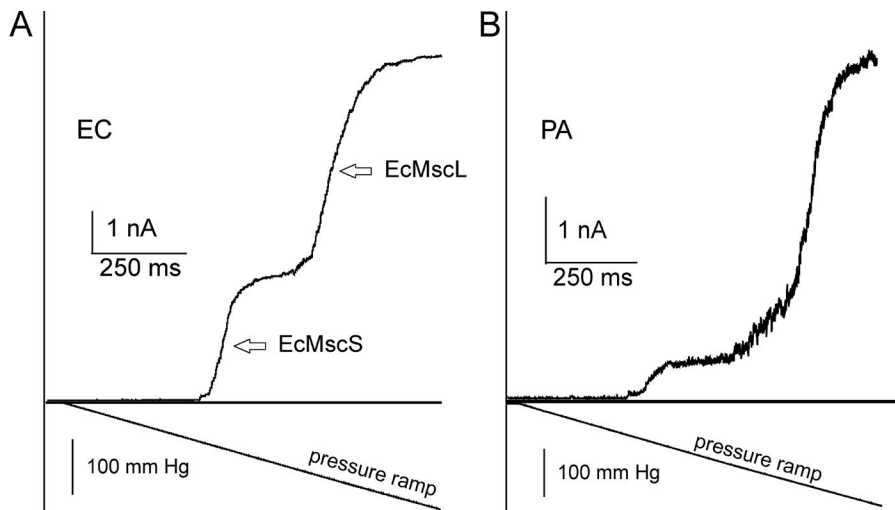 A
EC
EcMscL
1 nA
250 ms
EcMscS
pressure ramp
100 mm Hg
B
PA
1 nA
250 ms
pressure ramp
100 mm Hg